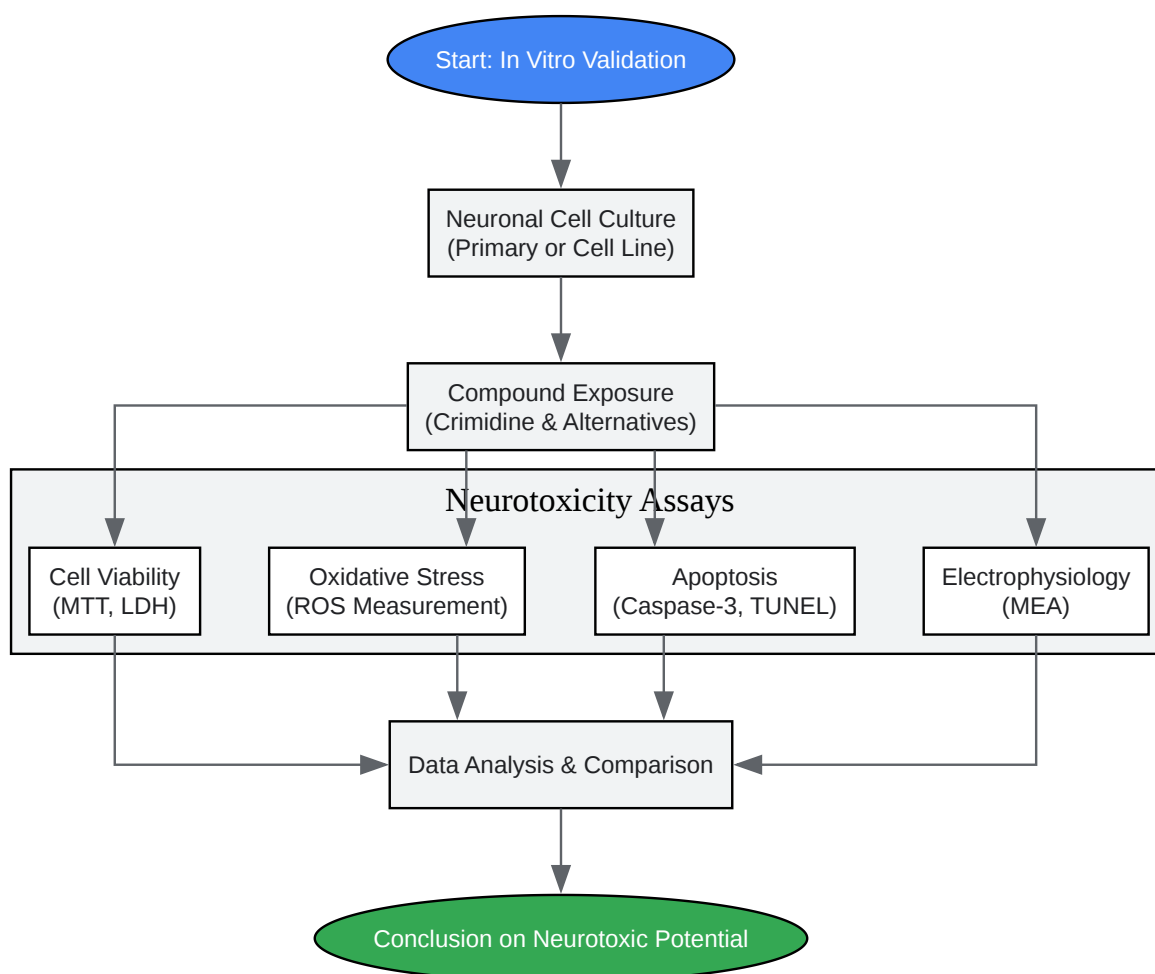 Start: In Vitro Validation
Neuronal Cell Culture
(Primary or Cell Line)
Compound Exposure
(Crimidine & Alternatives)
Neurotoxicity Assays
Cell Viability
(MTT, LDH)
Oxidative Stress
(ROS Measurement)
Apoptosis
(Caspase-3, TUNEL)
Electrophysiology
(MEA)
Data Analysis & Comparison
Conclusion on Neurotoxic Potential